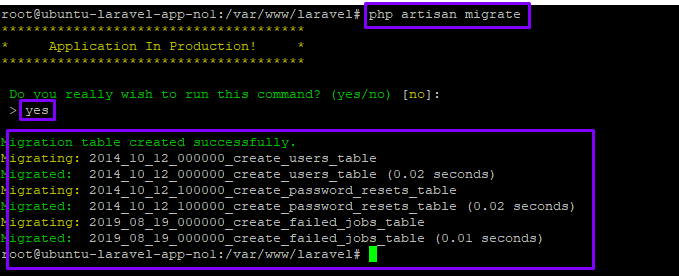 root@ubuntu-laravel-app-no1:/var/www/laravel# php artisan migrate
**************************************
*     Application In Production!     *
**************************************
Do you really wish to run this command? (yes/no) [no]:
> yes
Migration table created successfully.
Migrating: 2014_10_12_000000_create_users_table
Migrated:  2014_10_12_000000_create_users_table (0.02 seconds)
Migrating: 2014_10_12_100000_create_password_resets_table
Migrated:  2014_10_12_100000_create_password_resets_table (0.02 seconds)
Migrating: 2019_08_19_000000_create_failed_jobs_table
Migrated:  2019_08_19_000000_create_failed_jobs_table (0.01 seconds)
root@ubuntu-laravel-app-no1:/var/www/laravel#